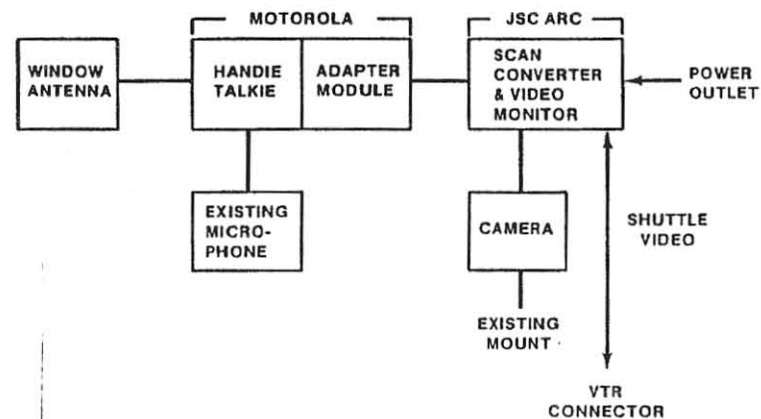 MOTOROLA
JSC ARC
WINDOW
ANTENNA
HANDIE
TALKIE
ADAPTER
MODULE
SCAN
CONVERTER
& VIDEO
MONITOR
POWER
OUTLET
EXISTING
MICRO-
PHONE
CAMERA
SHUTTLE
VIDEO
EXISTING
MOUNT
VTR
CONNECTOR